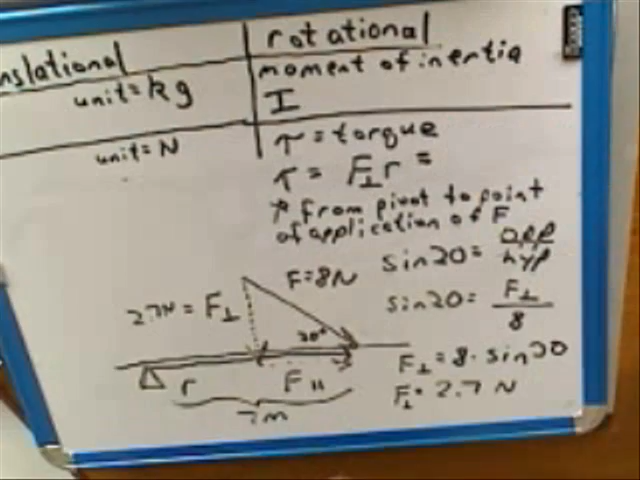 nslational
rotational
unit=kg
moment of inertia
I
unit=N
τ=torque
τ = F⊥r =
r from pivot to point
of application of F
sin20= opp/hyp
F=8N
27N = F⊥
sin20= F⊥/8
20°
F⊥=8·sin20
F⊥=2.7 N
r
F11
7m